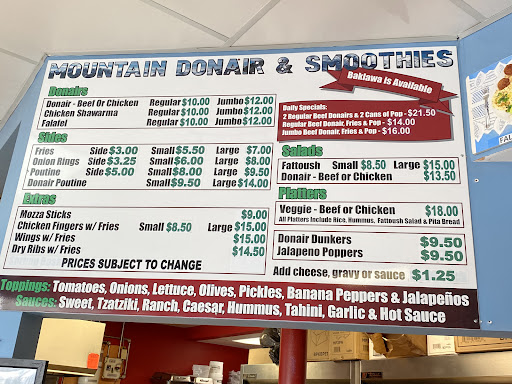 MOUNTAIN DONAIR & SMOOTHIES
Baklawa is Available
Donairs
Donair - Beef Or Chicken Regular $10.00 Jumbo $12.00
Chicken Shawarma Regular $10.00 Jumbo $12.00
Falafel Regular $10.00 Jumbo $12.00
Daily Specials:
2 Regular Beef Donairs & 2 Cans of Pop - $21.50
Regular Beef Donair, Fries & Pop - $14.00
Jumbo Beef Donair, Fries & Pop - $16.00
Sides
Fries Side $3.00 Small $5.50 Large $7.00
Onion Rings Side $3.25 Small $6.00 Large $8.00
Poutine Side $5.00 Small $8.00 Large $9.50
Donair Poutine Small $9.50 Large $14.00
Salads
Fattoush Small $8.50 Large $15.00
Donair - Beef or Chicken $13.50
Platters
Veggie - Beef or Chicken $18.00
All Platters Include Rice, Hummus, Fattoush Salad & Pita Bread
Extras
Mozza Sticks $9.00
Chicken Fingers w/ Fries Small $8.50 Large $15.00
Wings w/ Fries $15.00
Dry Ribs w/ Fries $14.50
PRICES SUBJECT TO CHANGE
Donair Dunkers $9.50
Jalapeno Poppers $9.50
Add cheese, gravy or sauce $1.25
Toppings: Tomatoes, Onions, Lettuce, Olives, Pickles, Banana Peppers & Jalapeños
Sauces: Sweet, Tzatziki, Ranch, Caesar, Hummus, Tahini, Garlic & Hot Sauce
FAL